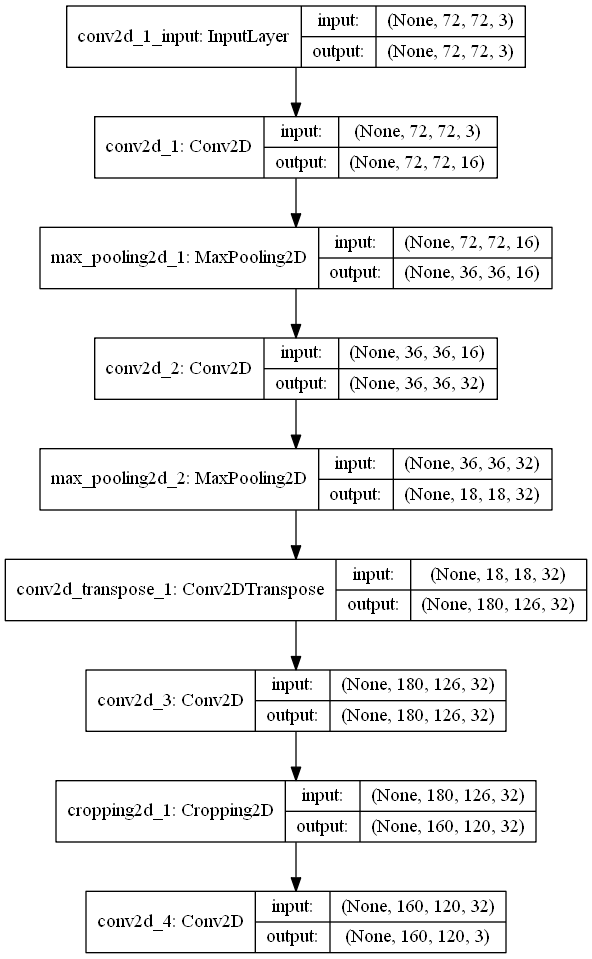 conv2d_1_input: InputLayer
input: (None, 72, 72, 3)
output: (None, 72, 72, 3)
conv2d_1: Conv2D
input: (None, 72, 72, 3)
output: (None, 72, 72, 16)
max_pooling2d_1: MaxPooling2D
input: (None, 72, 72, 16)
output: (None, 36, 36, 16)
conv2d_2: Conv2D
input: (None, 36, 36, 16)
output: (None, 36, 36, 32)
max_pooling2d_2: MaxPooling2D
input: (None, 36, 36, 32)
output: (None, 18, 18, 32)
conv2d_transpose_1: Conv2DTranspose
input: (None, 18, 18, 32)
output: (None, 180, 126, 32)
conv2d_3: Conv2D
input: (None, 180, 126, 32)
output: (None, 180, 126, 32)
cropping2d_1: Cropping2D
input: (None, 180, 126, 32)
output: (None, 160, 120, 32)
conv2d_4: Conv2D
input: (None, 160, 120, 32)
output: (None, 160, 120, 3)